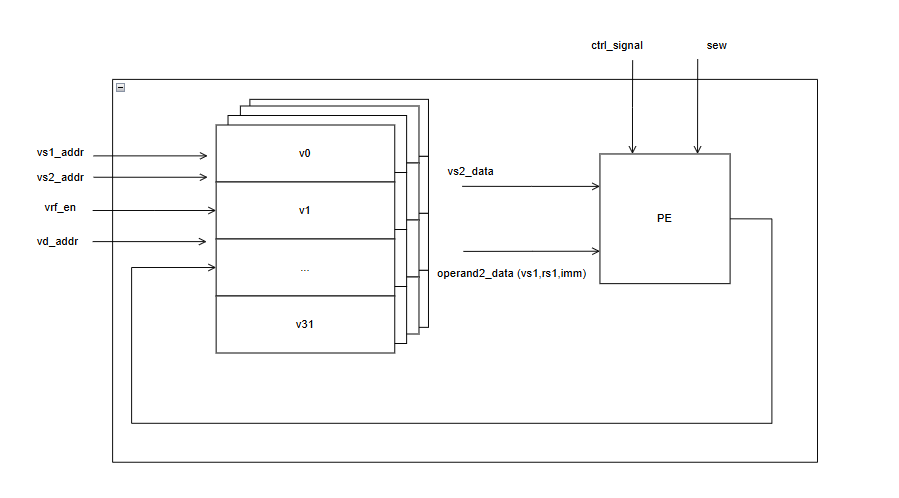 ctrl_signal
sew
vs1_addr
vs2_addr
vrf_en
vd_addr
v0
v1
...
v31
vs2_data
operand2_data (vs1,rs1,imm)
PE